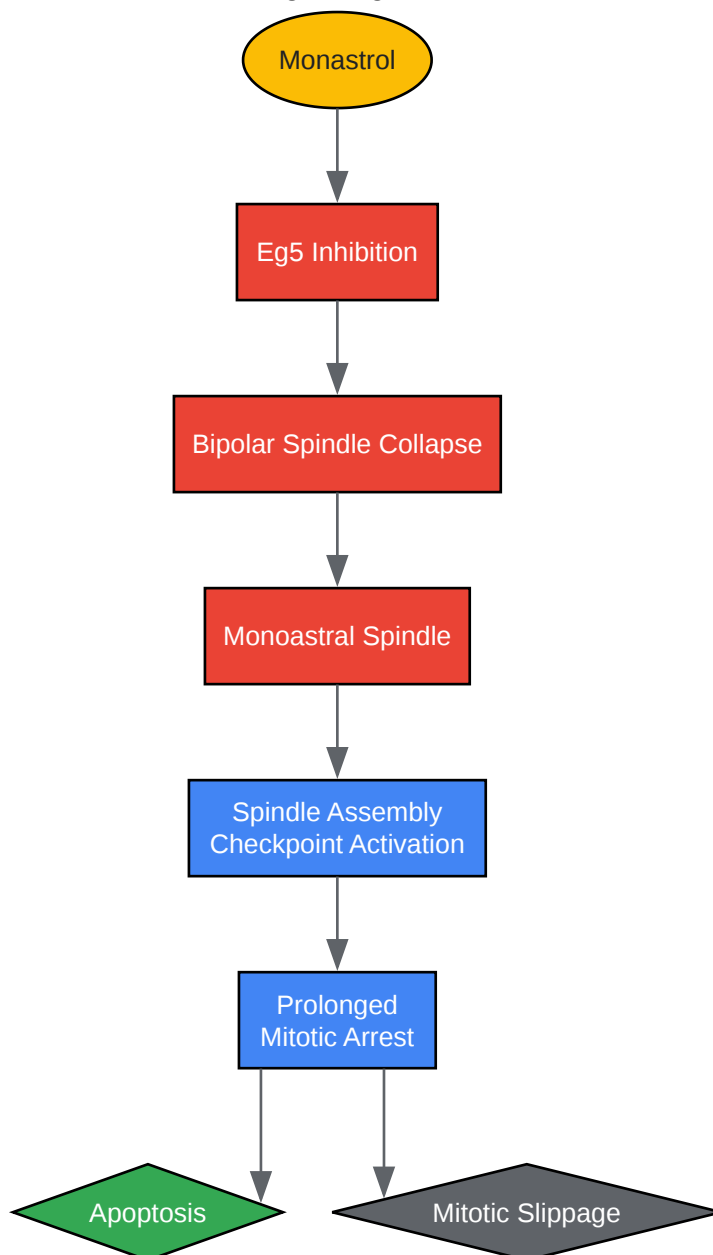 Monastrol
Eg5 Inhibition
Bipolar Spindle Collapse
Monoastral Spindle
Spindle Assembly
Checkpoint Activation
Prolonged
Mitotic Arrest
Apoptosis
Mitotic Slippage